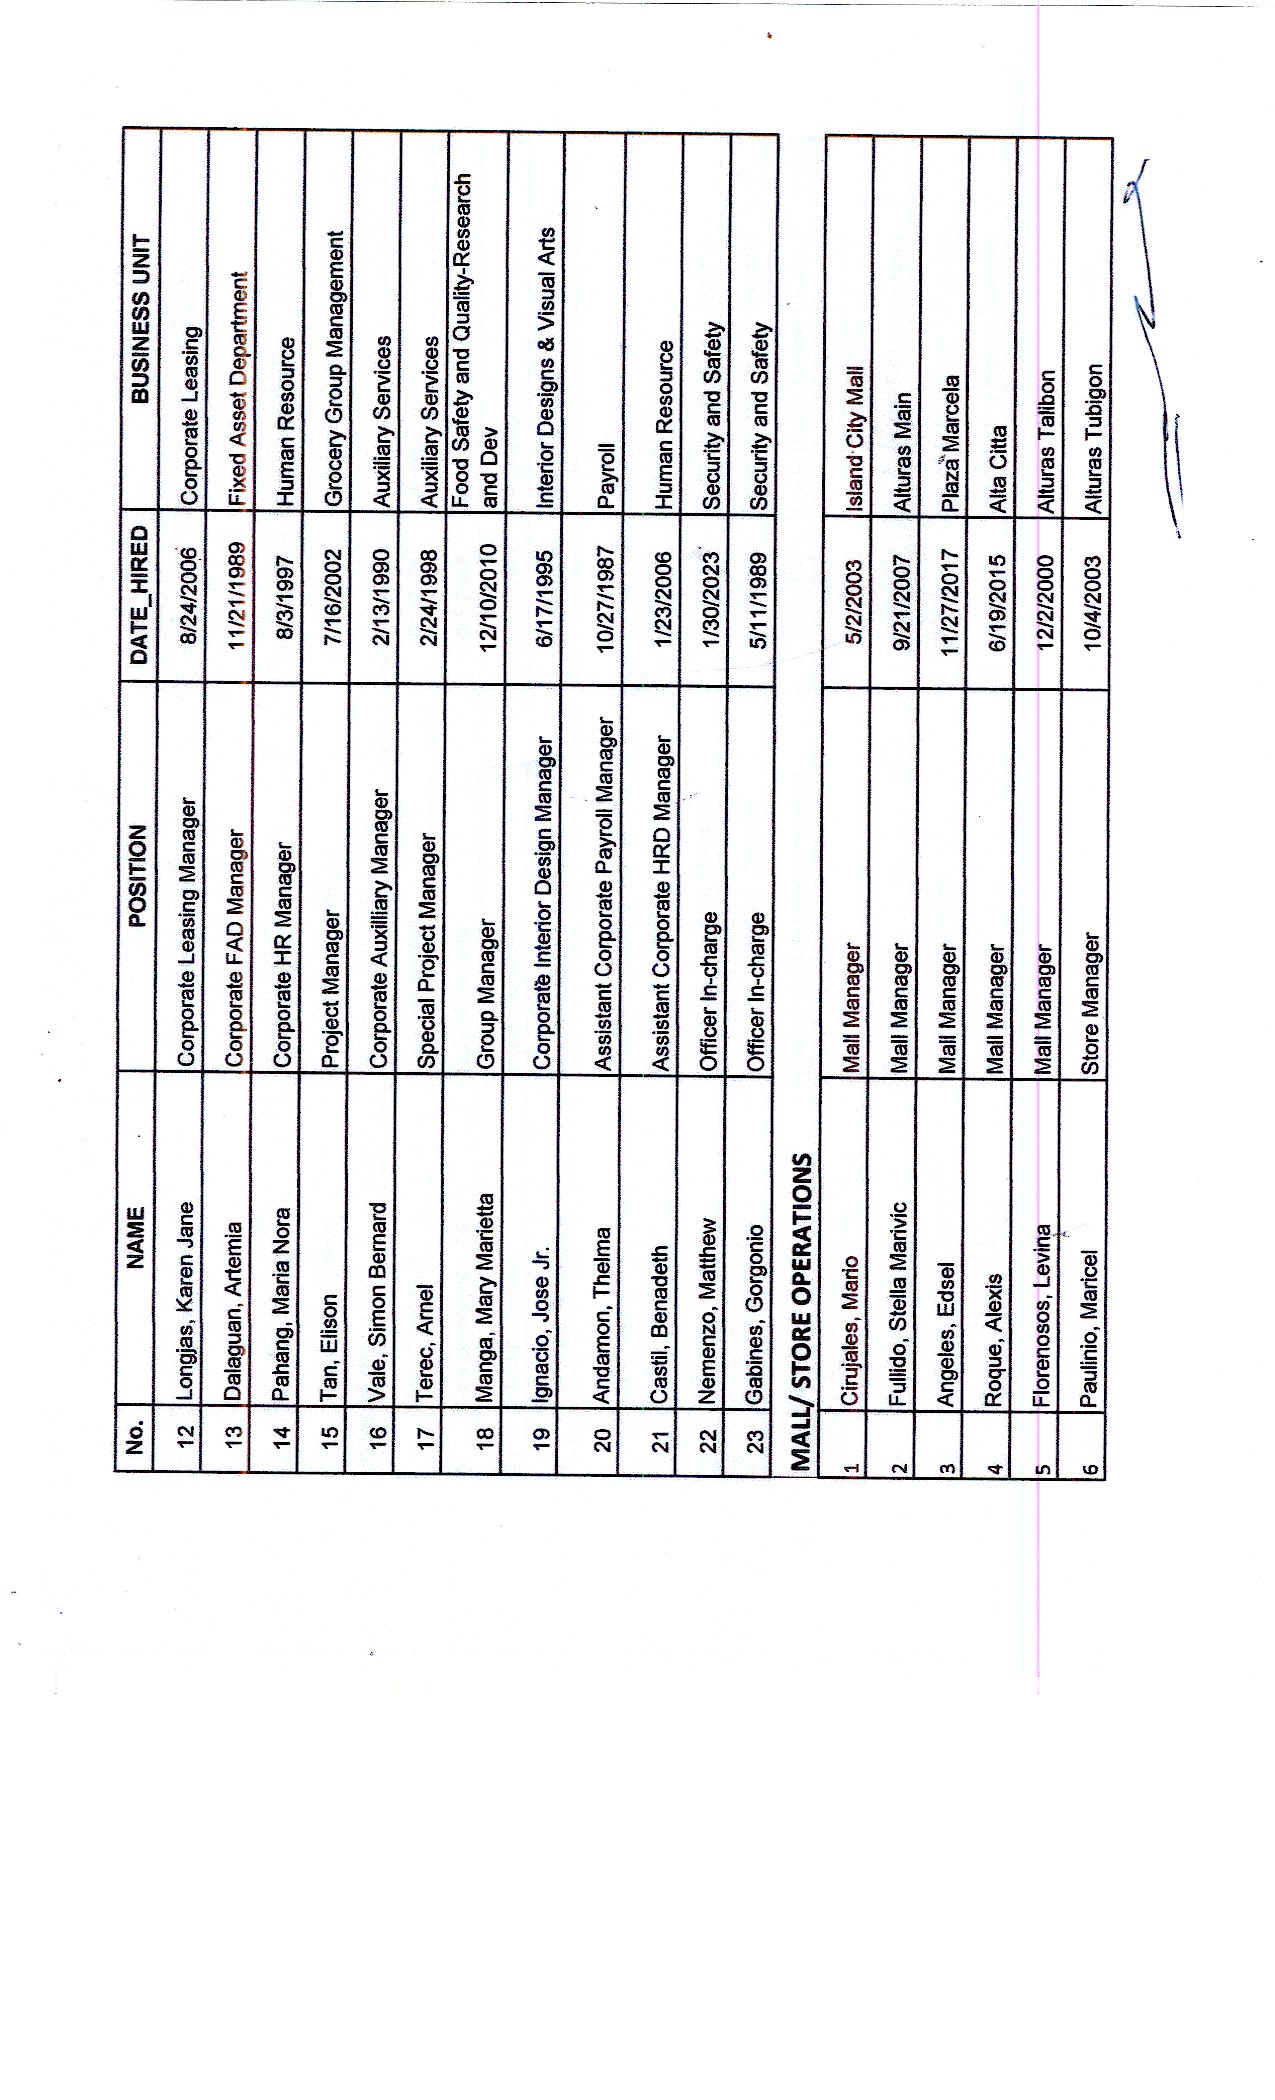 No. NAME POSITION DATE_HIRED BUSINESS UNIT
12 Longjas, Karen Jane Corporate Leasing Manager 8/24/2006 Corporate Leasing
13 Dalaguan, Artemia Corporate FAD Manager 11/21/1989 Fixed Asset Department
14 Pahang, Maria Nora Corporate HR Manager 8/3/1997 Human Resource
15 Tan, Elison Project Manager 7/16/2002 Grocery Group Management
16 Vale, Simon Bernard Corporate Auxilliary Manager 2/13/1990 Auxiliary Services
17 Terec, Arnel Special Project Manager 2/24/1998 Auxiliary Services
18 Manga, Mary Marietta Group Manager 12/10/2010 Food Safety and Quality-Research
and Dev
19 Ignacio, Jose Jr. Corporate Interior Design Manager 6/17/1995 Interior Designs & Visual Arts
20 Andamon, Thelma Assistant Corporate Payroll Manager 10/27/1987 Payroll
21 Castil, Benadeth Assistant Corporate HRD Manager 1/23/2006 Human Resource
22 Nemenzo, Matthew Officer In-charge 1/30/2023 Security and Safety
23 Gabines, Gorgonio Officer In-charge 5/11/1989 Security and Safety
MALL/ STORE OPERATIONS
1 Cirujales, Mario Mall Manager 5/2/2003 Island City Mall
2 Fullido, Stella Marivic Mall Manager 9/21/2007 Alturas Main
3 Angeles, Edsel Mall Manager 11/27/2017 Plaza Marcela
4 Roque, Alexis Mall Manager 6/19/2015 Alta Citta
5 Florenosos, Levina Mall Manager 12/2/2000 Alturas Talibon
6 Paulinio, Maricel Store Manager 10/4/2003 Alturas Tubigon